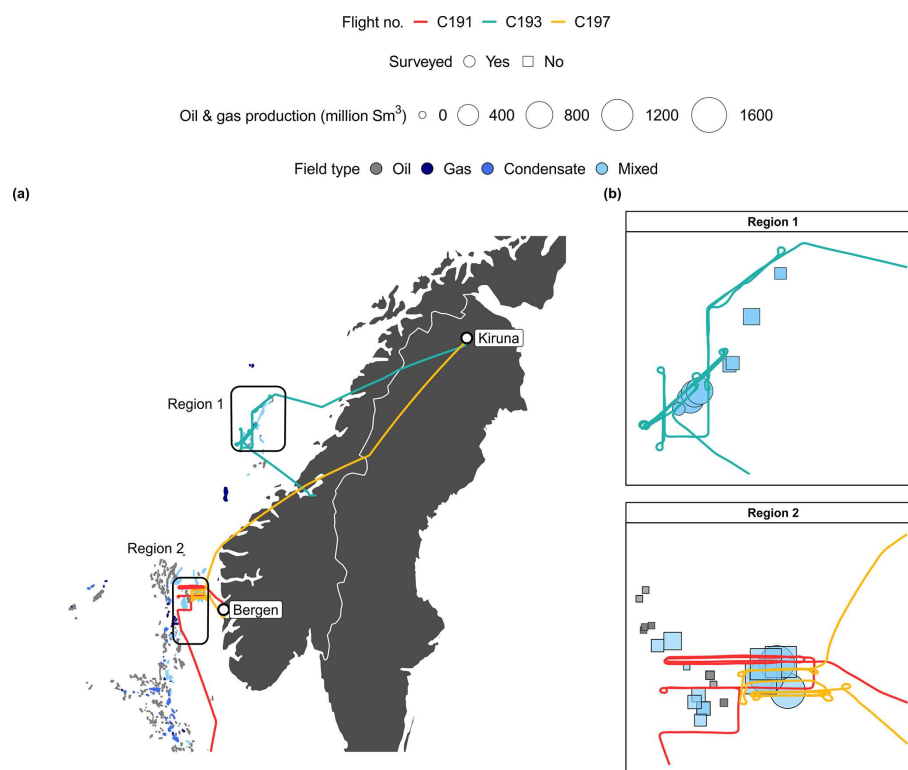 Flight no. C191 C193 C197
Surveyed Yes No
Oil & gas production (million Sm³) 0 400 800 1200 1600
Field type Oil Gas Condensate Mixed
(a)
(b)
Region 1
Kiruna
Region 1
Region 2
Region 2
Bergen